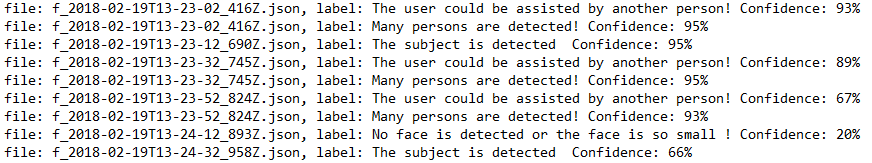 file: f_2018-02-19T13-23-02_416Z.json, label: The user could be assisted by another person! Confidence: 93%
file: f_2018-02-19T13-23-02_416Z.json, label: Many persons are detected! Confidence: 95%
file: f_2018-02-19T13-23-12_690Z.json, label: The subject is detected  Confidence: 95%
file: f_2018-02-19T13-23-32_745Z.json, label: The user could be assisted by another person! Confidence: 89%
file: f_2018-02-19T13-23-32_745Z.json, label: Many persons are detected! Confidence: 95%
file: f_2018-02-19T13-23-52_824Z.json, label: The user could be assisted by another person! Confidence: 67%
file: f_2018-02-19T13-23-52_824Z.json, label: Many persons are detected! Confidence: 93%
file: f_2018-02-19T13-24-12_893Z.json, label: No face is detected or the face is so small ! Confidence: 20%
file: f_2018-02-19T13-24-32_958Z.json, label: The subject is detected  Confidence: 66%